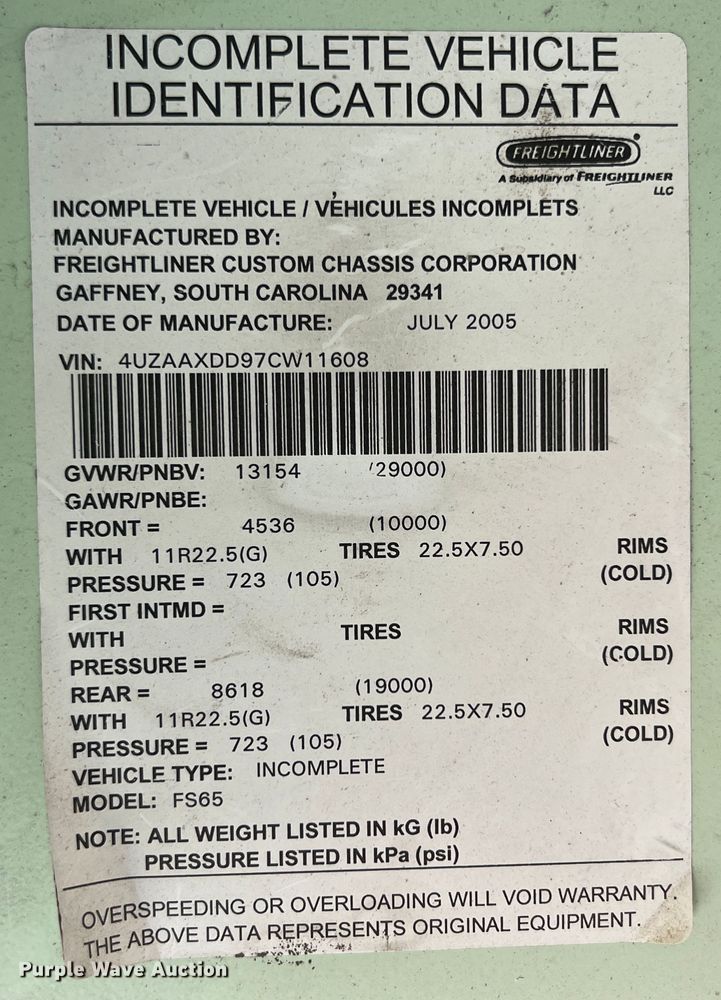 INCOMPLETE VEHICLE
IDENTIFICATION DATA
FREIGHTLINER
A Subsidiary of FREIGHTLINER
LLC
INCOMPLETE VEHICLE / VÉHICULES INCOMPLETS
MANUFACTURED BY:
FREIGHTLINER CUSTOM CHASSIS CORPORATION
GAFFNEY, SOUTH CAROLINA 29341
DATE OF MANUFACTURE: JULY 2005
VIN: 4UZAAXDD97CW11608
GVWR/PNBV: 13154 (29000)
GAWR/PNBE:
FRONT = 4536 (10000)
WITH 11R22.5(G) TIRES 22.5X7.50 RIMS
PRESSURE = 723 (105) (COLD)
FIRST INTMD =
WITH TIRES RIMS
PRESSURE = (COLD)
REAR = 8618 (19000)
WITH 11R22.5(G) TIRES 22.5X7.50 RIMS
PRESSURE = 723 (105) (COLD)
VEHICLE TYPE: INCOMPLETE
MODEL: FS65
NOTE: ALL WEIGHT LISTED IN kG (lb)
PRESSURE LISTED IN kPa (psi)
OVERSPEEDING OR OVERLOADING WILL VOID WARRANTY.
THE ABOVE DATA REPRESENTS ORIGINAL EQUIPMENT.
Purple Wave Auction